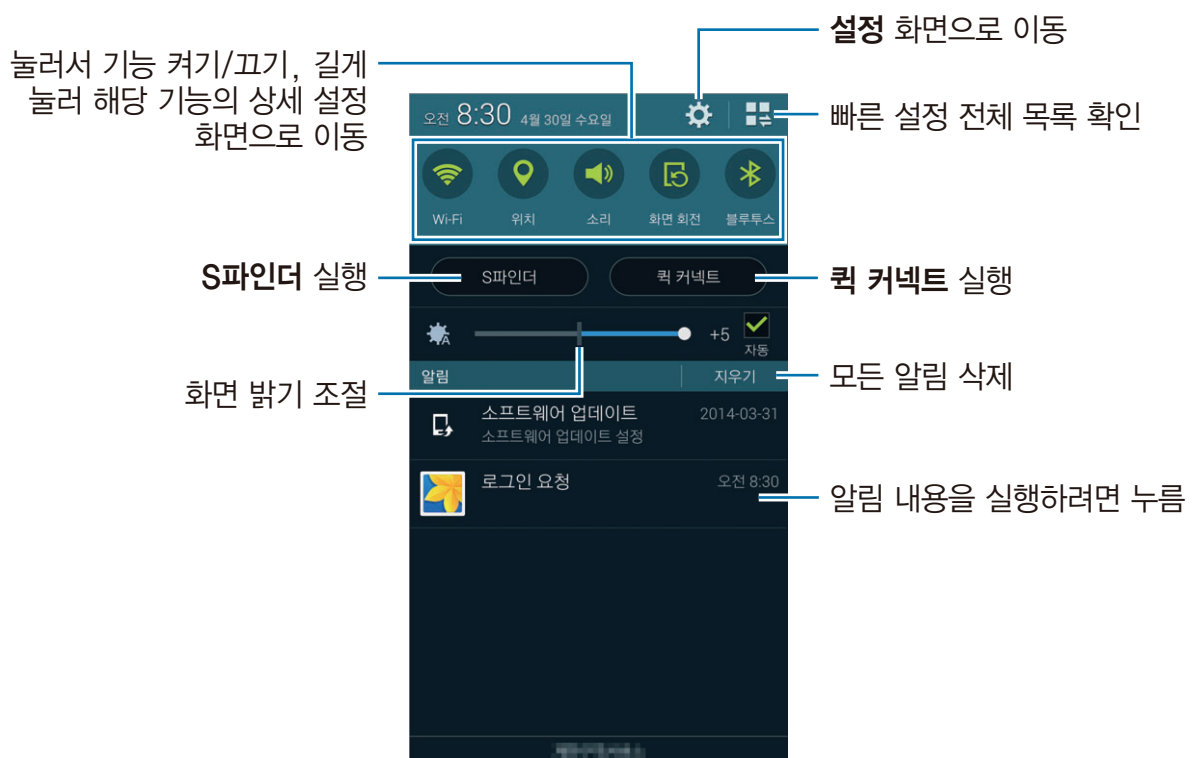 설정 화면으로 이동
눌러서 기능 켜기/끄기, 길게
눌러 해당 기능의 상세 설정
화면으로 이동
오전 8:30 4월 30일 수요일
빠른 설정 전체 목록 확인
Wi-Fi 위치 소리 화면 회전 블루투스
S파인더 실행
S파인더 퀵 커넥트
퀵 커넥트 실행
+5
자동
화면 밝기 조절
알림 지우기
모든 알림 삭제
소프트웨어 업데이트 2014-03-31
소프트웨어 업데이트 설정
로그인 요청 오전 8:30
알림 내용을 실행하려면 누름